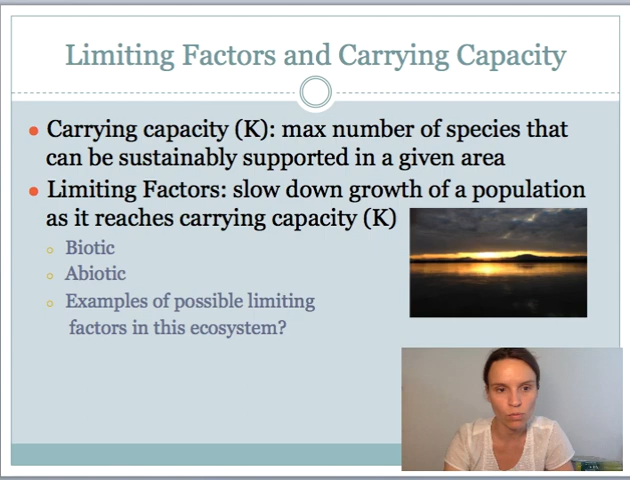 Limiting Factors and Carrying Capacity
Carrying capacity (K): max number of species that
can be sustainably supported in a given area
Limiting Factors: slow down growth of a population
as it reaches carrying capacity (K)
Biotic
Abiotic
Examples of possible limiting
factors in this ecosystem?